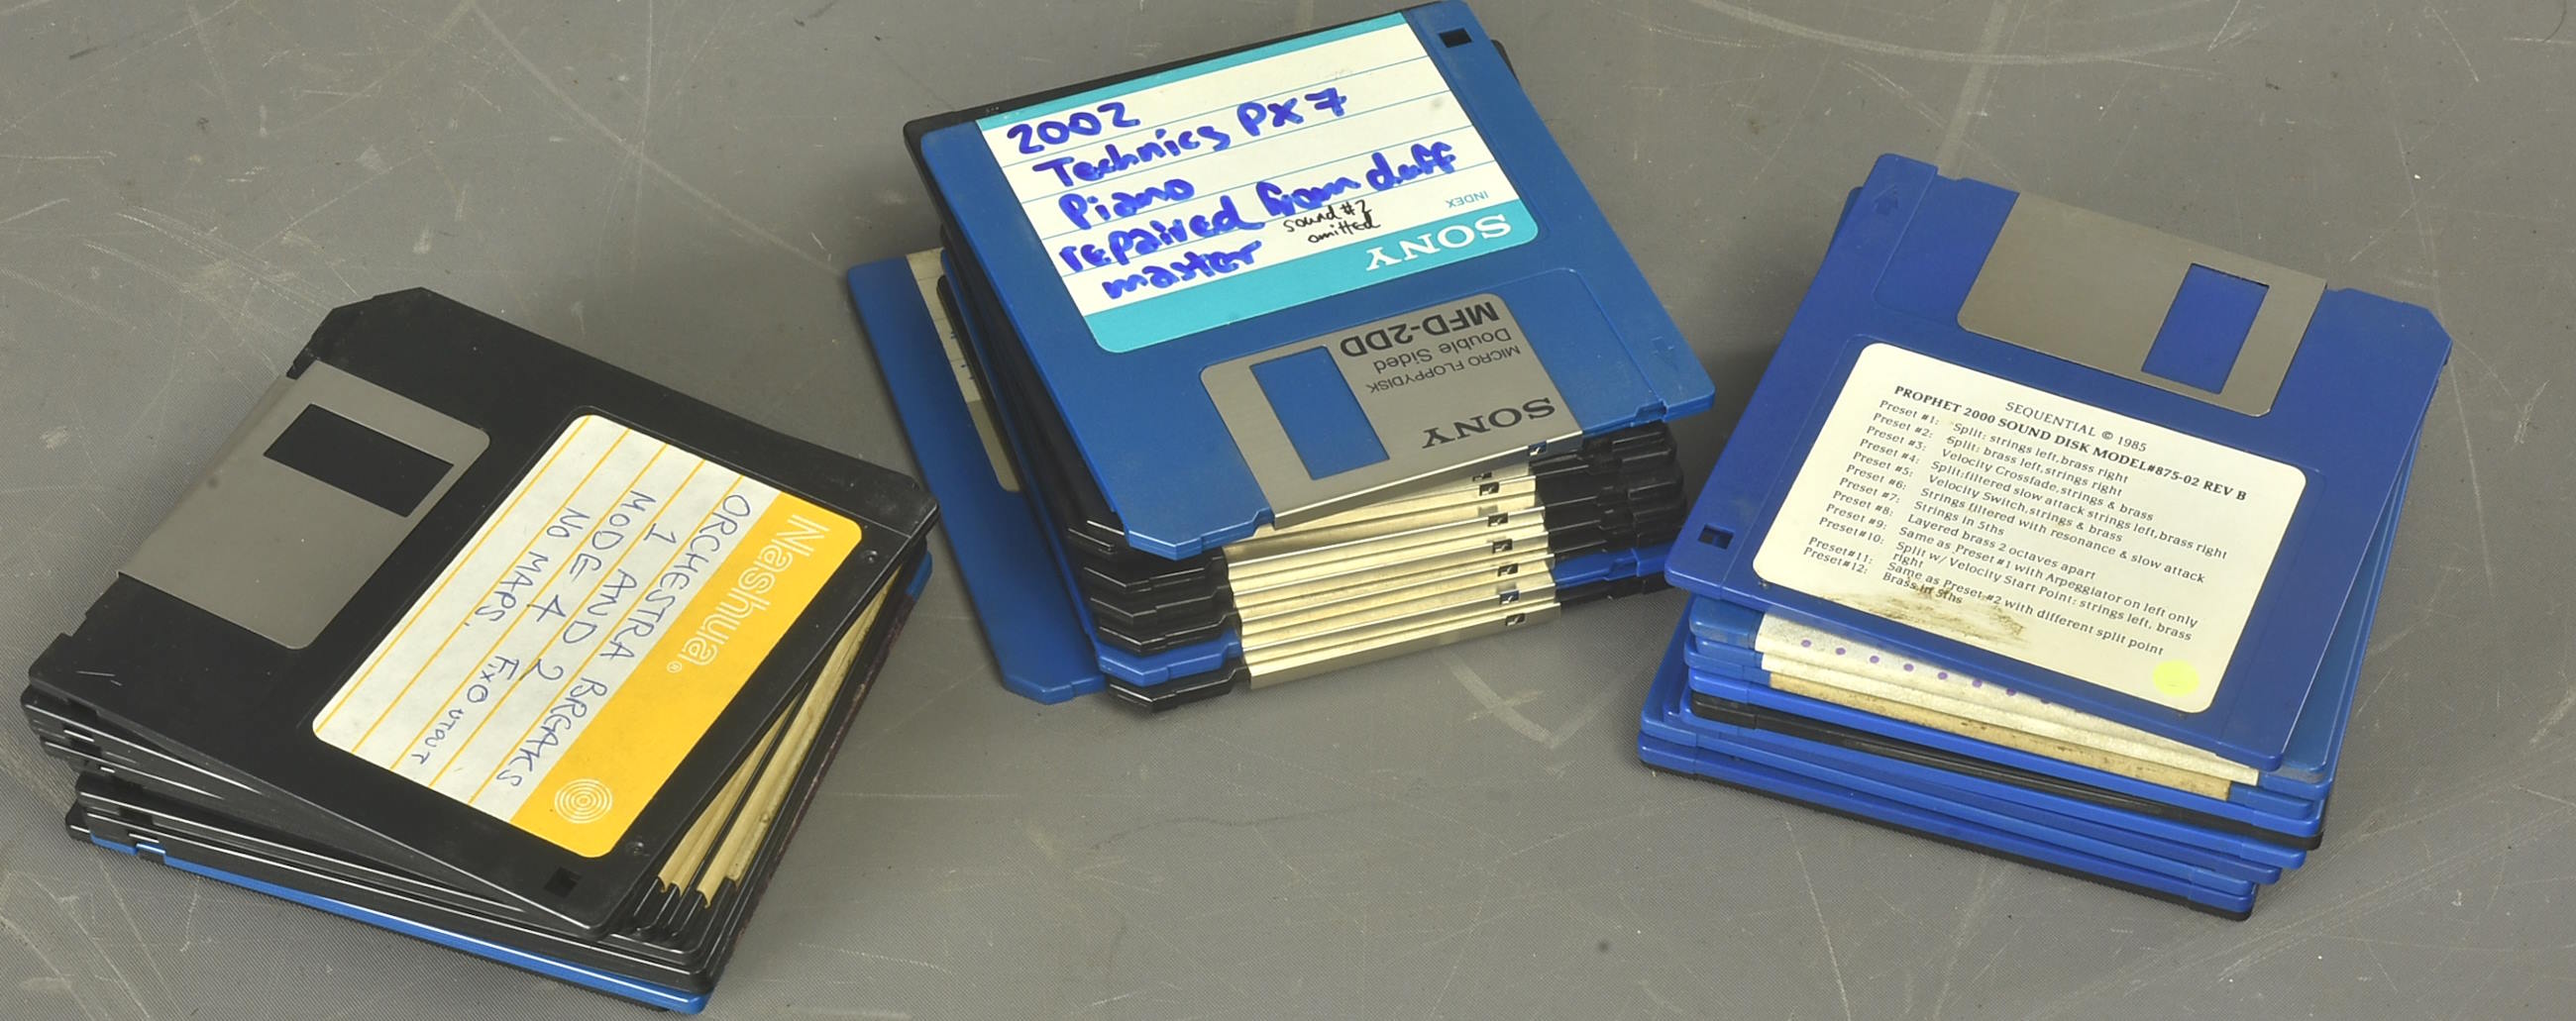 Nashua®
ORCHESTRA BREAKS
1 AND 2
MODE 4 FIXOUTPUT
NO MAPS.
2002
Technics PX7
Piano
repaired from duff
master
sound #2
omitted
INDEX
SONY
SONY
MICRO FLOPPYDISK
Double Sided
MFD-2DD
SEQUENTIAL © 1985
PROPHET 2000 SOUND DISK MODEL#875-02 REV B
Preset #1: Split: strings left,brass right
Preset #2: Split: brass left,strings right
Preset #3: Velocity Crossfade,strings & brass
Preset #4: Split:filtered slow attack strings left,brass right
Preset #5: Velocity Switch,strings & brass
Preset #6: Strings filtered with resonance & slow attack
Preset #7: Strings in 5ths
Preset #8: Layered brass 2 octaves apart
Preset #9: Same as Preset #1 with Arpeggiator on left only
Preset#10: Split w/ Velocity Start Point: strings left, brass
right
Preset#11: Same as Preset #2 with different split point
Preset#12: Brass in 5ths